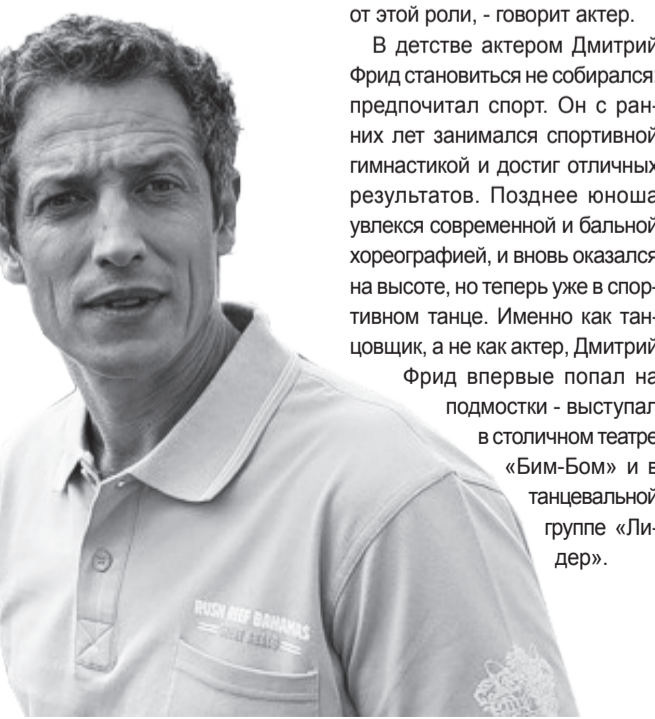 от этой роли, - говорит актер.
В детстве актером Дмитрий
Фрид становиться не собирался:
предпочитал спорт. Он с ран-
них лет занимался спортивной
гимнастикой и достиг отличных
результатов. Позднее юноша
увлекся современной и бальной
хореографией, и вновь оказался
на высоте, но теперь уже в спор-
тивном танце. Именно как тан-
цовщик, а не как актер, Дмитрий
Фрид впервые попал на
подмостки - выступал
в столичном театре
«Бим-Бом» и в
танцевальной
группе «Ли-
дер».
RUSH REEF BAHAMAS